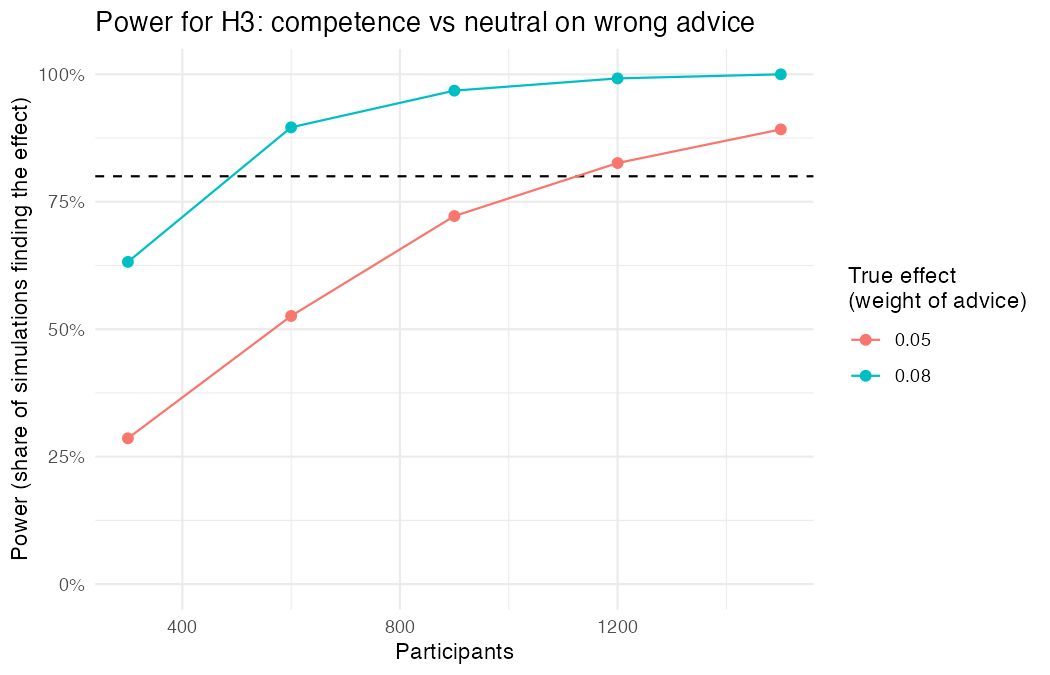 Power for H3: competence vs neutral on wrong advice
Power (share of simulations finding the effect)
100%
75%
50%
25%
0%
400
800
1200
Participants
True effect
(weight of advice)
0.05
0.08